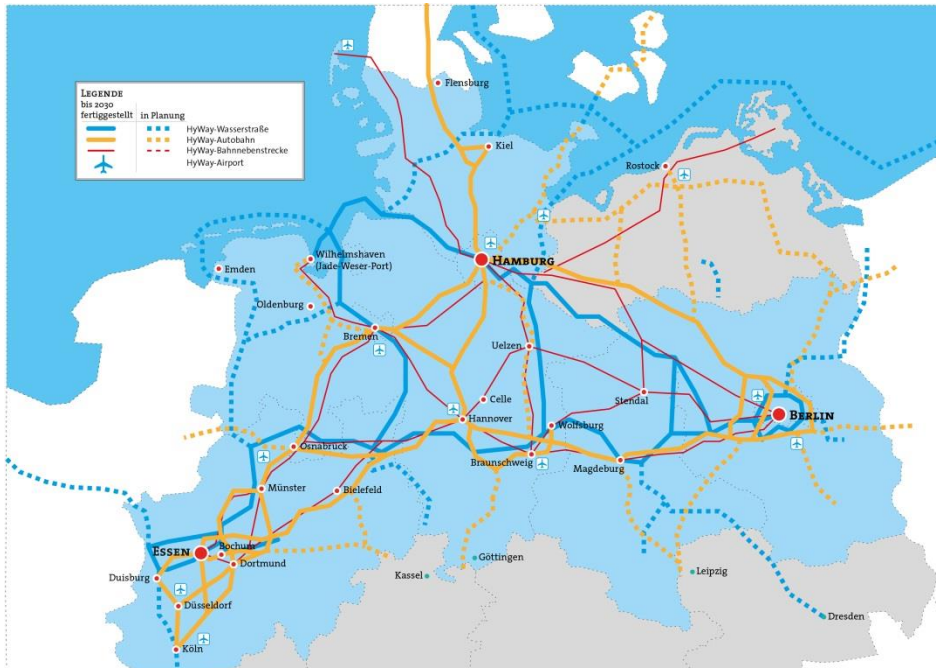 LEGENDE
bis 2030
fertiggestellt in Planung
HyWay-Wasserstraße
HyWay-Autobahn
HyWay-Bahnnebenstrecke
HyWay-Airport
Flensburg
Kiel
Rostock
HAMBURG
Wilhelmshaven
(Jade-Weser-Port)
Emden
Oldenburg
Bremen
Uelzen
Celle
Stendal
BERLIN
Hannover
Wolfsburg
Osnabrück
Braunschweig
Magdeburg
Münster
Bielefeld
ESSEN
Bochum
Dortmund
Göttingen
Kassel
Leipzig
Duisburg
Düsseldorf
Dresden
Köln